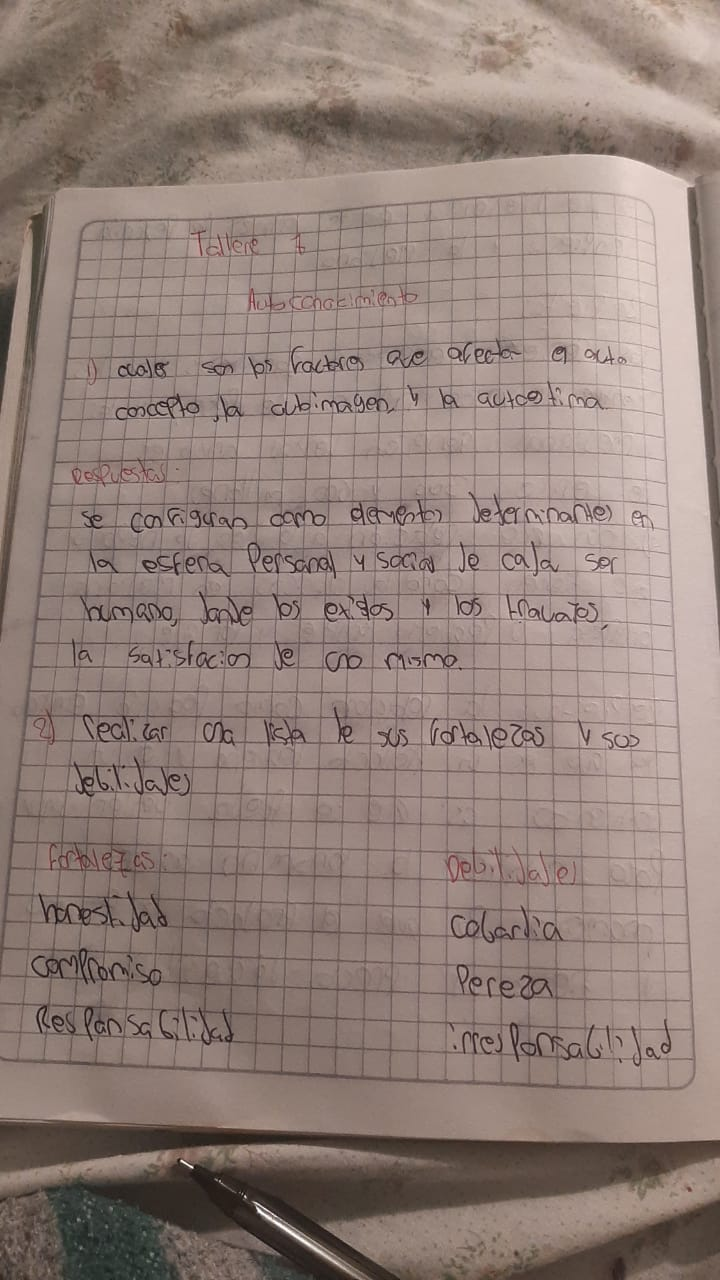 Tallere 1
Autoconocimiento
1) cuales son los factores que afecta el auto
concepto, la autoimagen, y la autoestima.
Respuestas:
se configuran como elementos determinantes en
la esfera Personal y social de cada ser
humano, donde los exidos y los fracasos,
la satisfacion de uno mismo.
2) realizar una lista de sus fortalezas y sus
debilidades
Fortalezas: Debilidades
honestidad cobardia
compromiso Pereza
Responsabilidad irresponsabilidad